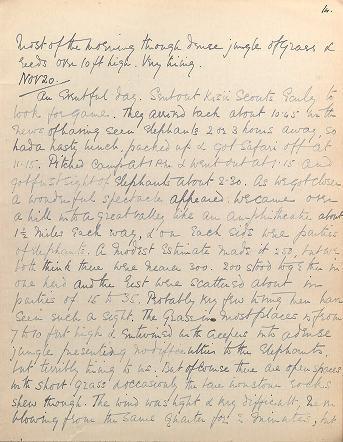 14.
Most of the morning through dense jungle of Grass &
reeds over 10 ft high. Very tiring.
Nov 20.
An Eventful day. Sent out Kisii Scouts Early to
look for game. They arrived back about 10.45 with the
news of having seen Elephants 2 or 3 hours away, so
had a hasty lunch, packed up & got Safari off at
11.15. Pitched camp at 1 P.M & went out at 1.15 and
got first sight of Elephants about 2.30. As we got closer
a wonderful spectacle appeared. We came over
a hill into a great valley like an amphitheatre about
1½ miles Each way, & on Each side were parties
of Elephants. A modest Estimate made it 250, but we
both think there were nearer 300. 200 stood together in
one herd and the rest were scattered about in
parties of 15 to 35. Probably very few living men have
seen such a sight. The Grass in most places is from
7 to 10 feet high & Entwined with creepers into a dense
jungle presenting no difficulties to the Elephants,
but terribly tiring to us. But of course there are open spaces
with short Grass & occasionally the bare ironstone rocks
shew through. The wind was light & very difficult,
blowing from the same Quarter for 2 minutes, but